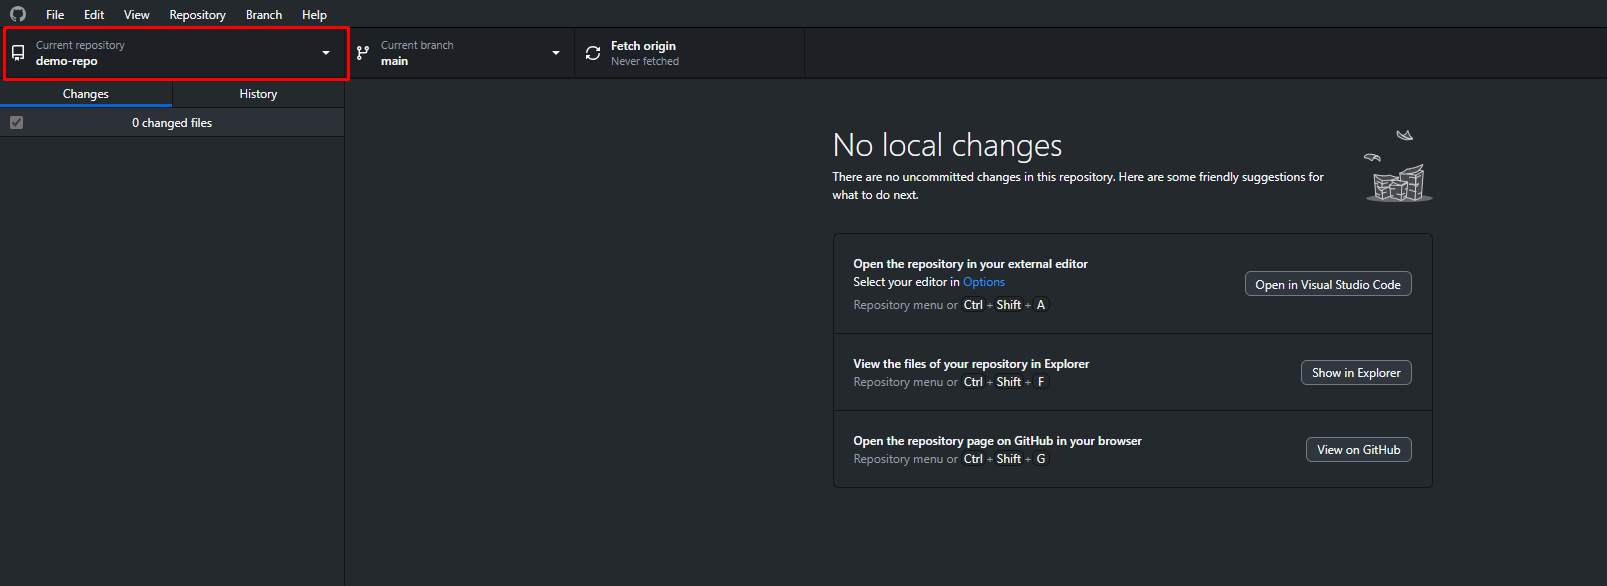 File Edit View Repository Branch Help
Current repository
demo-repo
Current branch
main
Fetch origin
Never fetched
Changes History
0 changed files
No local changes
There are no uncommitted changes in this repository. Here are some friendly suggestions for
what to do next.
Open the repository in your external editor
Select your editor in Options
Repository menu or Ctrl + Shift + A
Open in Visual Studio Code
View the files of your repository in Explorer
Repository menu or Ctrl + Shift + F
Show in Explorer
Open the repository page on GitHub in your browser
Repository menu or Ctrl + Shift + G
View on GitHub